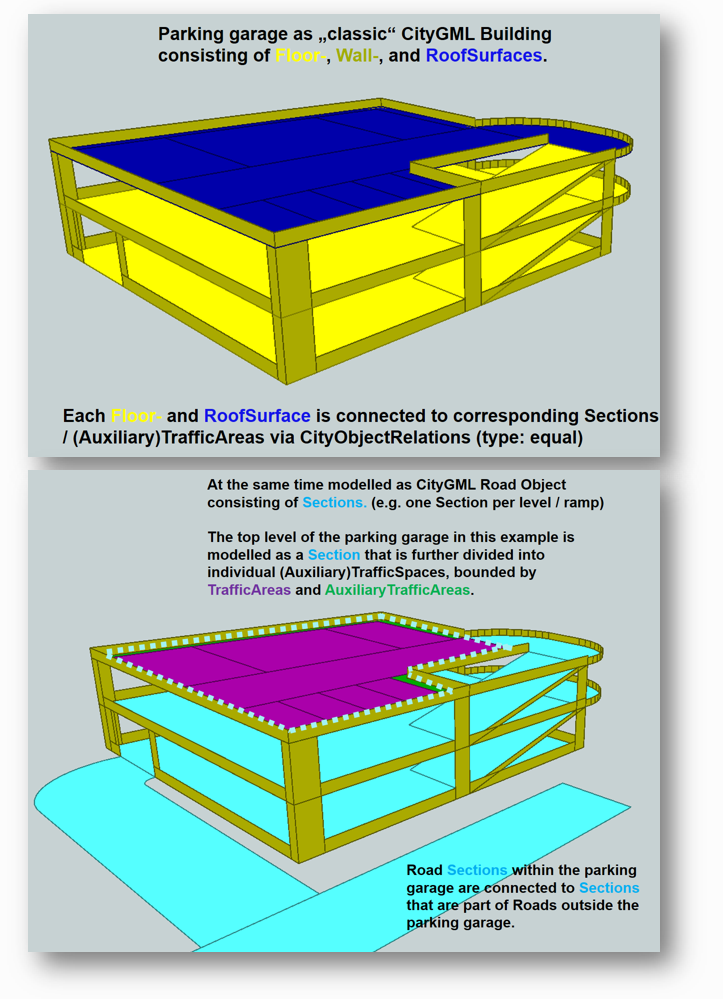 Parking garage as „classic“ CityGML Building
consisting of Floor-, Wall-, and RoofSurfaces.
Each Floor- and RoofSurface is connected to corresponding Sections
/ (Auxiliary)TrafficAreas via CityObjectRelations (type: equal)
At the same time modelled as CityGML Road Object
consisting of Sections. (e.g. one Section per level / ramp)
The top level of the parking garage in this example is
modelled as a Section that is further divided into
individual (Auxiliary)TrafficSpaces, bounded by
TrafficAreas and AuxiliaryTrafficAreas.
Road Sections within the parking
garage are connected to Sections
that are part of Roads outside the
parking garage.